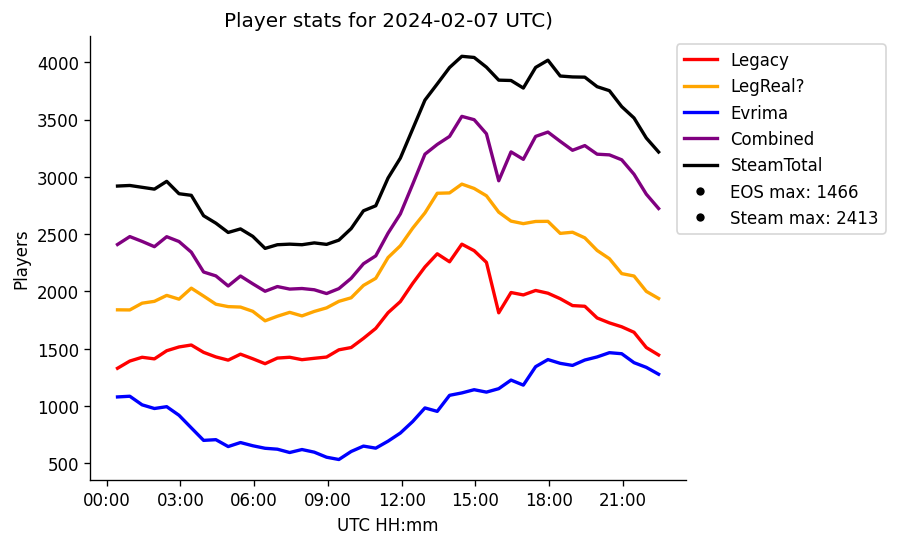 Player stats for 2024-02-07 UTC)
Players
4000
3500
3000
2500
2000
1500
1000
500
00:00 03:00 06:00 09:00 12:00 15:00 18:00 21:00
UTC HH:mm
Legacy
LegReal?
Evrima
Combined
SteamTotal
EOS max: 1466
Steam max: 2413